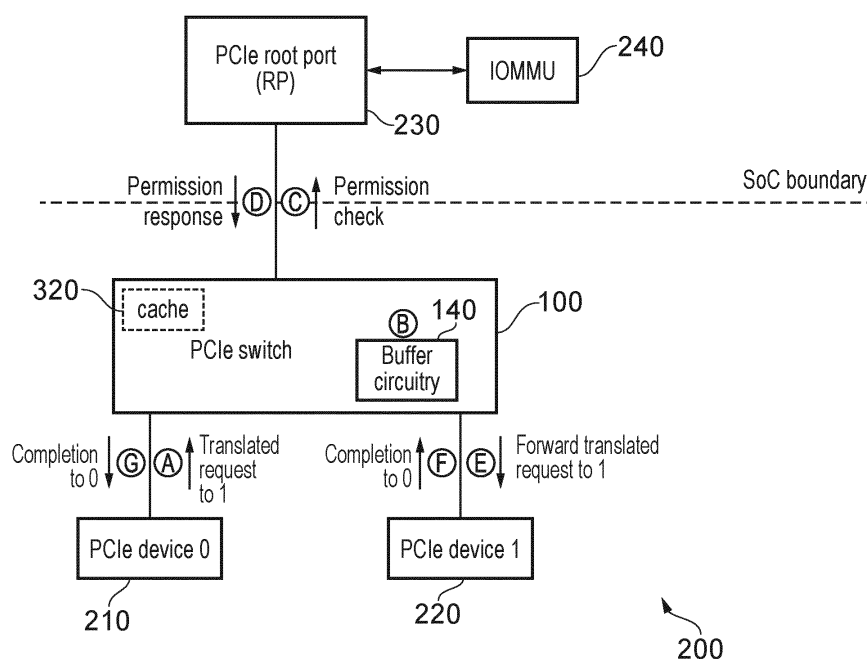 PCIe root port
(RP)
IOMMU
240
230
Permission
response
D
C
Permission
check
SoC boundary
320
cache
PCIe switch
B
140
100
Buffer
circuitry
Completion
to 0
G
A
Translated
request
to 1
Completion
to 0
F
E
Forward translated
request to 1
PCIe device 0
PCIe device 1
210
220
200